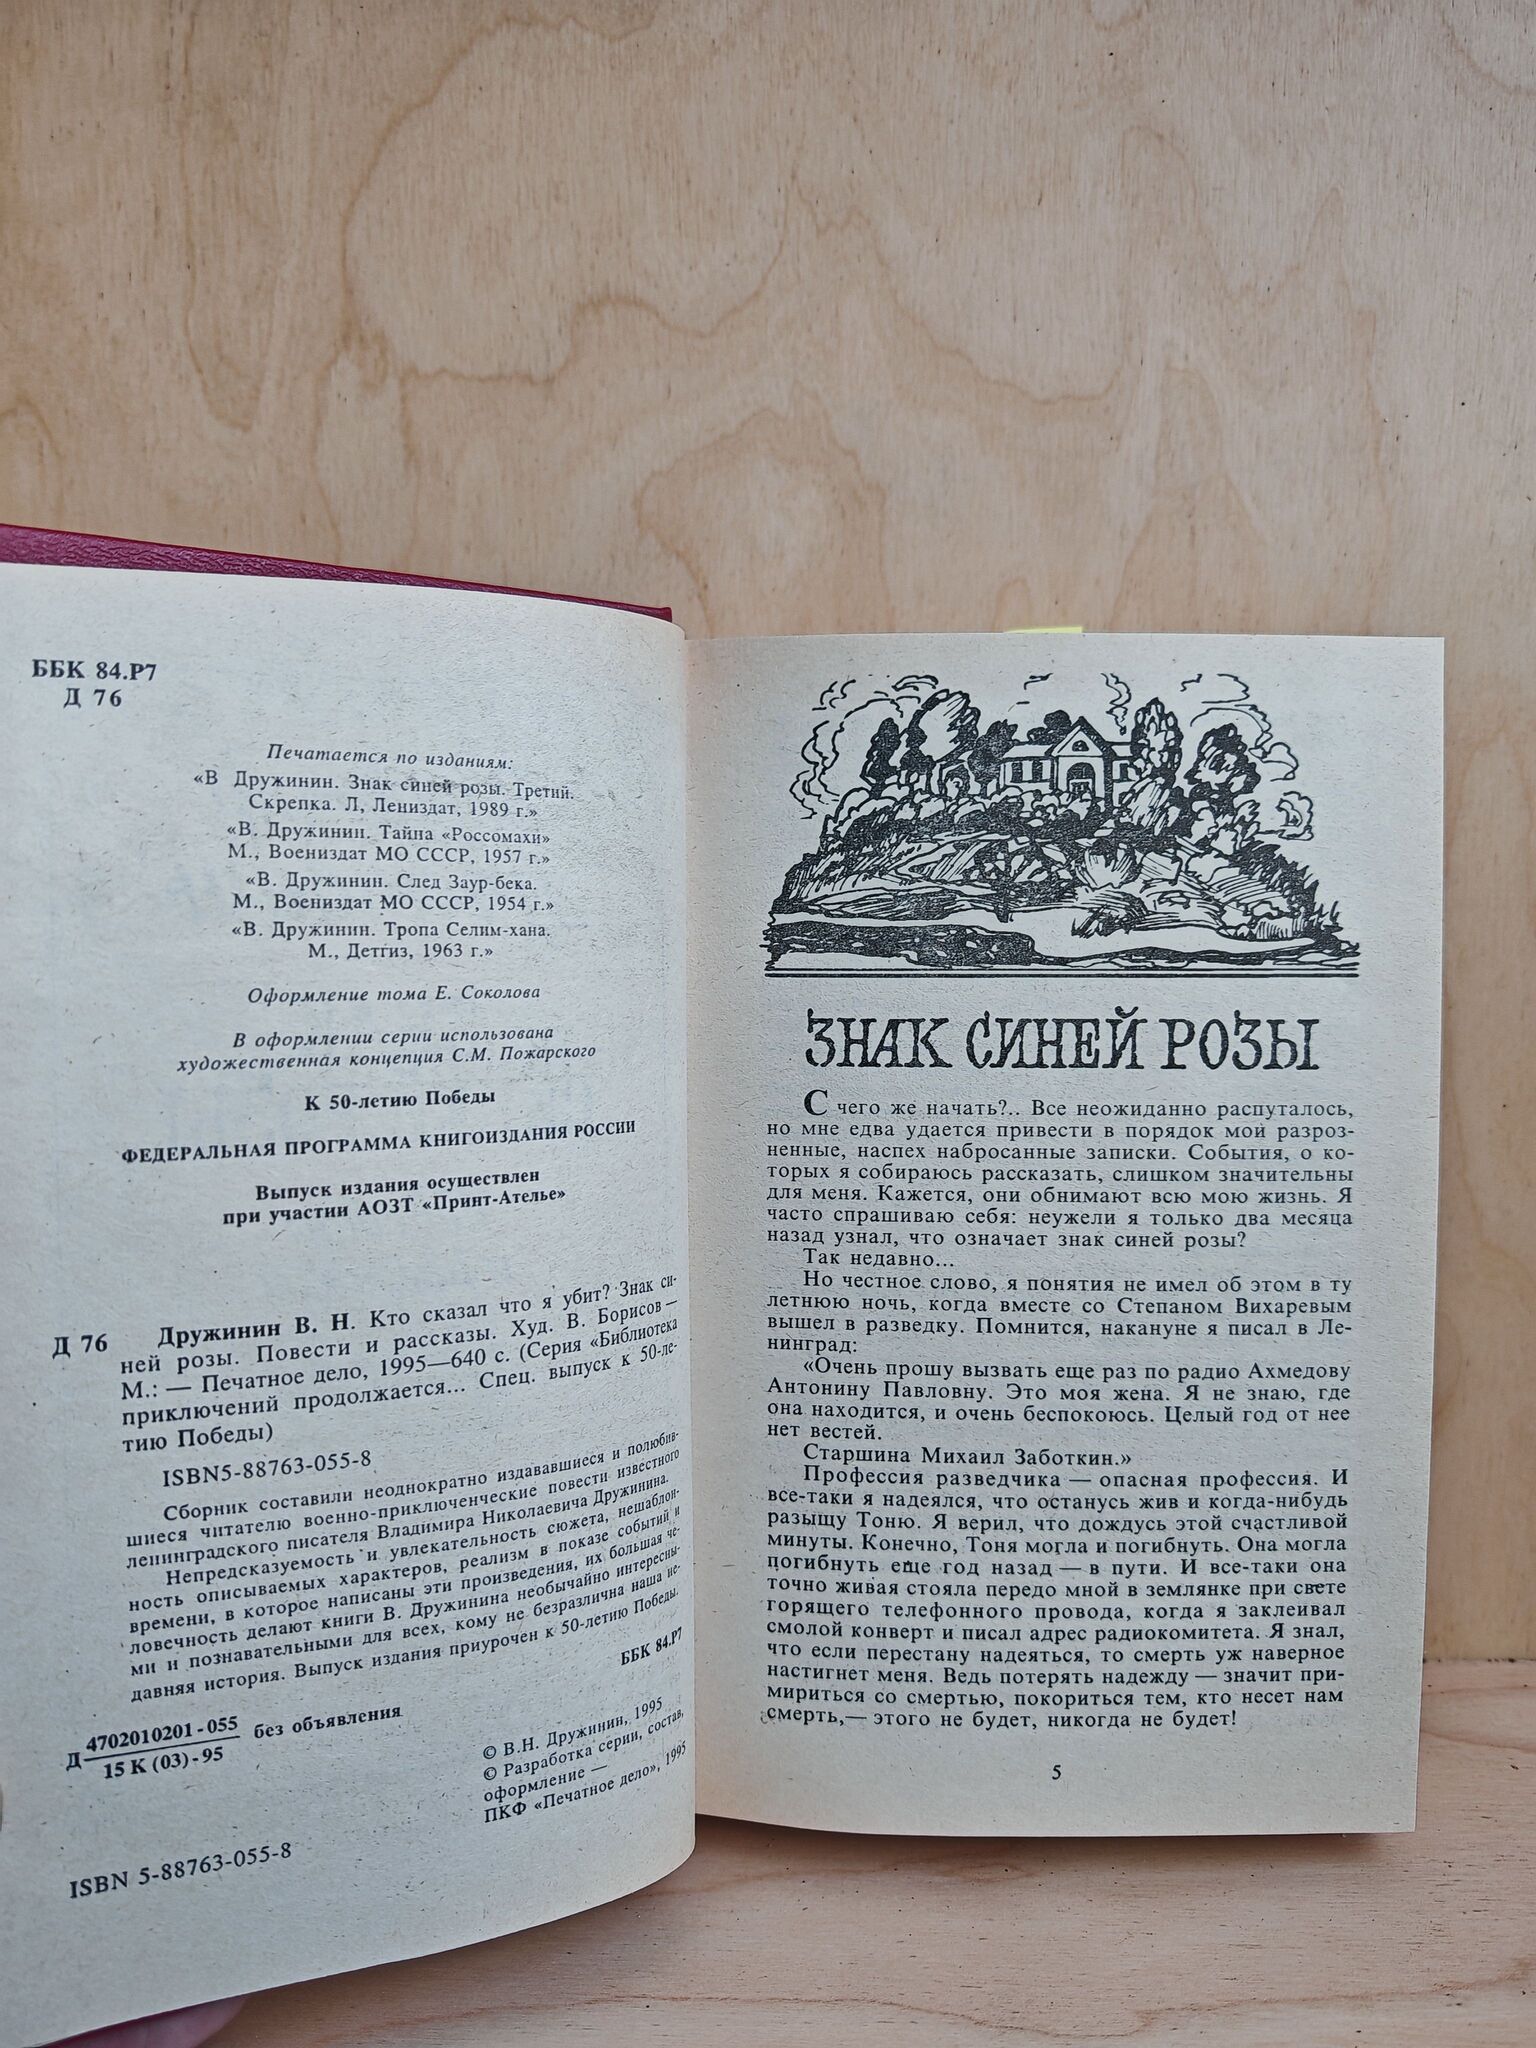 ББК 84.Р7
Д 76
Печатается по изданиям:
«В Дружинин. Знак синей розы. Третий.
Скрепка. Л, Лениздат, 1989 г.»
«В. Дружинин. Тайна «Россомахи»
М., Воениздат МО СССР, 1957 г.»
«В. Дружинин. След Заур-бека.
М., Воениздат МО СССР, 1954 г.»
«В. Дружинин. Тропа Селим-хана.
М., Детгиз, 1963 г.»
Оформление тома Е. Соколова
В оформлении серии использована
художественная концепция С.М. Пожарского
К 50-летию Победы
ФЕДЕРАЛЬНАЯ ПРОГРАММА КНИГОИЗДАНИЯ РОССИИ
Выпуск издания осуществлен
при участии АОЗТ «Принт-Ателье»
Д 76 Дружинин В. Н. Кто сказал что я убит? Знак си-
ней розы. Повести и рассказы. Худ. В. Борисов —
М.: — Печатное дело, 1995—640 с. (Серия «Библиотека
приключений продолжается... Спец. выпуск к 50-ле-
тию Победы)
ISBN5-88763-055-8
Сборник составили неоднократно издававшиеся и полюбив-
шиеся читателю военно-приключенческие повести известного
ленинградского писателя Владимира Николаевича Дружинина.
Непредсказуемость и увлекательность сюжета, нешаблон-
ность описываемых характеров, реализм в показе событий и
времени, в которое написаны эти произведения, их большая че-
ловечность делают книги В. Дружинина необычайно интересны-
ми и познавательными для всех, кому не безразлична наша не-
давняя история. Выпуск издания приурочен к 50-летию Победы.
ББК 84.Р7
Д 4702010201-055 без объявления
15 К (03)-95
© В.Н. Дружинин, 1995
© Разработка серии, состав,
оформление —
ПКФ «Печатное дело», 1995
ISBN 5-88763-055-8
ЗНАК СИНЕЙ РОЗЫ
С чего же начать?.. Все неожиданно распуталось,
но мне едва удается привести в порядок мои разроз-
ненные, наспех набросанные записки. События, о ко-
торых я собираюсь рассказать, слишком значительны
для меня. Кажется, они обнимают всю мою жизнь. Я
часто спрашиваю себя: неужели я только два месяца
назад узнал, что означает знак синей розы?
Так недавно...
Но честное слово, я понятия не имел об этом в ту
летнюю ночь, когда вместе со Степаном Вихаревым
вышел в разведку. Помнится, накануне я писал в Ле-
нинград:
«Очень прошу вызвать еще раз по радио Ахмедову
Антонину Павловну. Это моя жена. Я не знаю, где
она находится, и очень беспокоюсь. Целый год от нее
нет вестей.
Старшина Михаил Заботкин.»
Профессия разведчика — опасная профессия. И
все-таки я надеялся, что останусь жив и когда-нибудь
разыщу Тоню. Я верил, что дождусь этой счастливой
минуты. Конечно, Тоня могла и погибнуть. Она могла
погибнуть еще год назад — в пути. И все-таки она
точно живая стояла передо мной в землянке при свете
горящего телефонного провода, когда я заклеивал
смолой конверт и писал адрес радиокомитета. Я знал,
что если перестану надеяться, то смерть уж наверное
настигнет меня. Ведь потерять надежду — значит при-
мириться со смертью, покориться тем, кто несет нам
смерть,— этого не будет, никогда не будет!
5